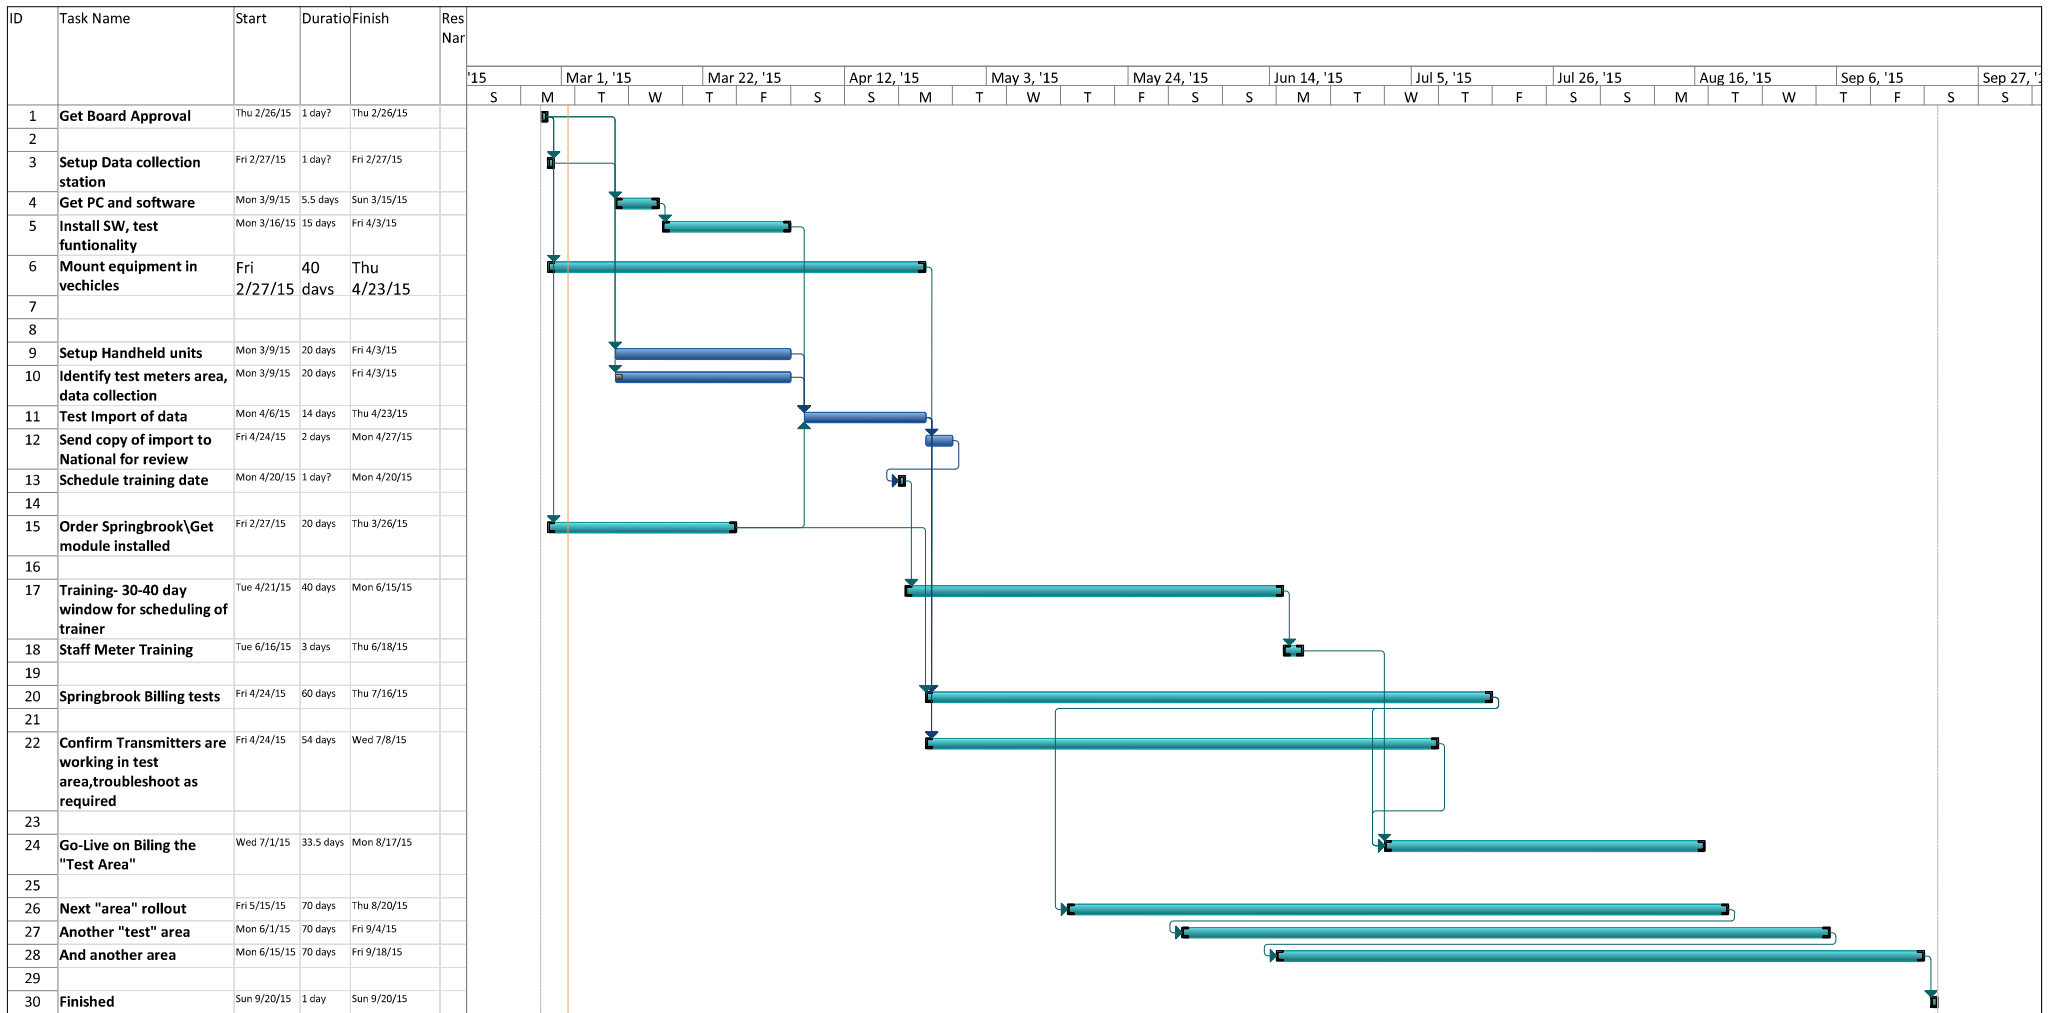 ID Task Name Start Duratio Finish Res
Nar
'15 Mar 1, '15 Mar 22, '15 Apr 12, '15 May 3, '15 May 24, '15 Jun 14, '15 Jul 5, '15 Jul 26, '15 Aug 16, '15 Sep 6, '15 Sep 27, '1
S M T W T F S S M T W T F S S M T W T F S S M T W T F S S
1 Get Board Approval Thu 2/26/15 1 day? Thu 2/26/15
2
3 Setup Data collection Fri 2/27/15 1 day? Fri 2/27/15
station
4 Get PC and software Mon 3/9/15 5.5 days Sun 3/15/15
5 Install SW, test Mon 3/16/15 15 days Fri 4/3/15
funtionality
6 Mount equipment in Fri 40 Thu
vechicles 2/27/15 days 4/23/15
7
8
9 Setup Handheld units Mon 3/9/15 20 days Fri 4/3/15
10 Identify test meters area, Mon 3/9/15 20 days Fri 4/3/15
data collection
11 Test Import of data Mon 4/6/15 14 days Thu 4/23/15
12 Send copy of import to Fri 4/24/15 2 days Mon 4/27/15
National for review
13 Schedule training date Mon 4/20/15 1 day? Mon 4/20/15
14
15 Order Springbrook\Get Fri 2/27/15 20 days Thu 3/26/15
module installed
16
17 Training- 30-40 day Tue 4/21/15 40 days Mon 6/15/15
window for scheduling of
trainer
18 Staff Meter Training Tue 6/16/15 3 days Thu 6/18/15
19
20 Springbrook Billing tests Fri 4/24/15 60 days Thu 7/16/15
21
22 Confirm Transmitters are Fri 4/24/15 54 days Wed 7/8/15
working in test
area,troubleshoot as
required
23
24 Go-Live on Biling the Wed 7/1/15 33.5 days Mon 8/17/15
"Test Area"
25
26 Next "area" rollout Fri 5/15/15 70 days Thu 8/20/15
27 Another "test" area Mon 6/1/15 70 days Fri 9/4/15
28 And another area Mon 6/15/15 70 days Fri 9/18/15
29
30 Finished Sun 9/20/15 1 day Sun 9/20/15